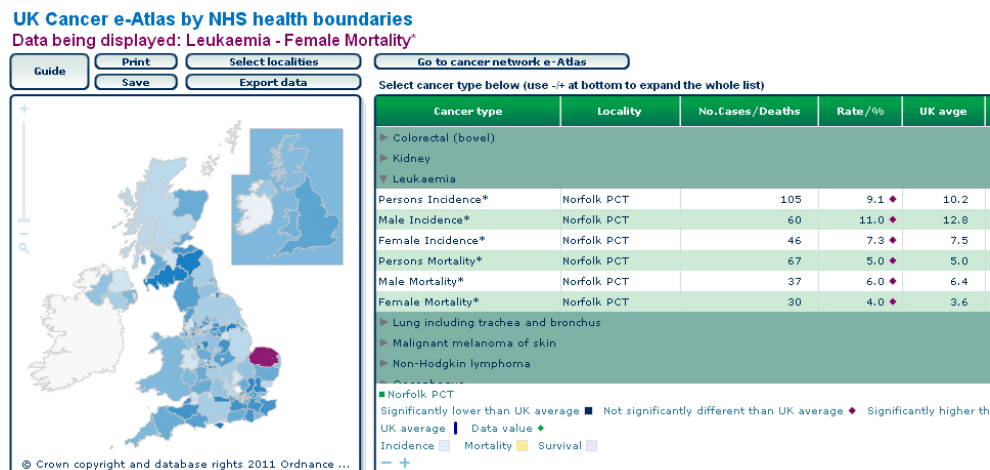 UK Cancer e-Atlas by NHS health boundaries
Data being displayed: Leukaemia - Female Mortality*
Guide
Print
Save
Select localities
Export data
Go to cancer network e-Atlas
Select cancer type below (use -/+ at bottom to expand the whole list)
Cancer type Locality No.Cases/Deaths Rate/% UK avge
Colorectal (bowel)
Kidney
Leukaemia
Persons Incidence* Norfolk PCT 105 9.1 10.2
Male Incidence* Norfolk PCT 60 11.0 12.8
Female Incidence* Norfolk PCT 46 7.3 7.5
Persons Mortality* Norfolk PCT 67 5.0 5.0
Male Mortality* Norfolk PCT 37 6.0 6.4
Female Mortality* Norfolk PCT 30 4.0 3.6
Lung including trachea and bronchus
Malignant melanoma of skin
Non-Hodgkin lymphoma
Norfolk PCT
Significantly lower than UK average Not significantly different than UK average Significantly higher th
UK average Data value
Incidence Mortality Survival
− +
© Crown copyright and database rights 2011 Ordnance ...